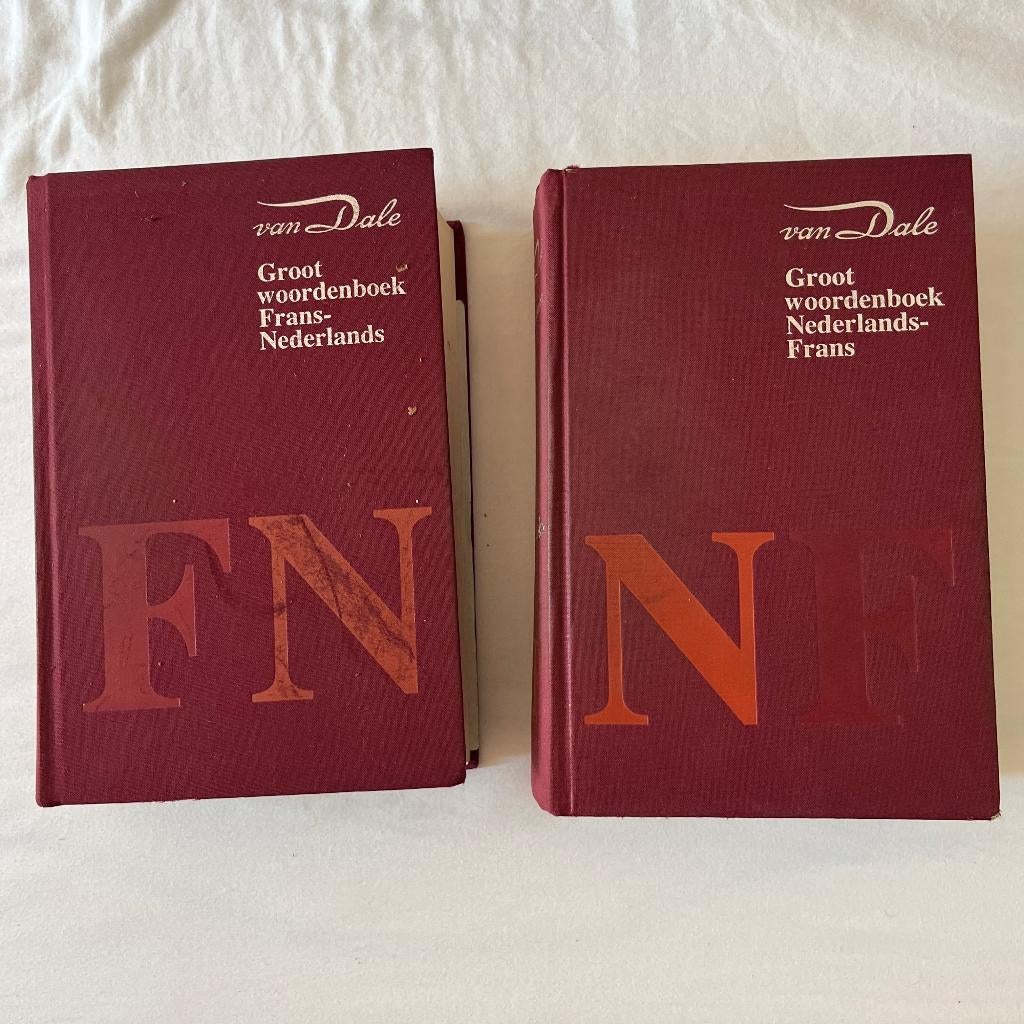 van Dale
Groot
woordenboek
Frans-
Nederlands
FN
van Dale
Groot
woordenboek
Nederlands-
Frans
NF